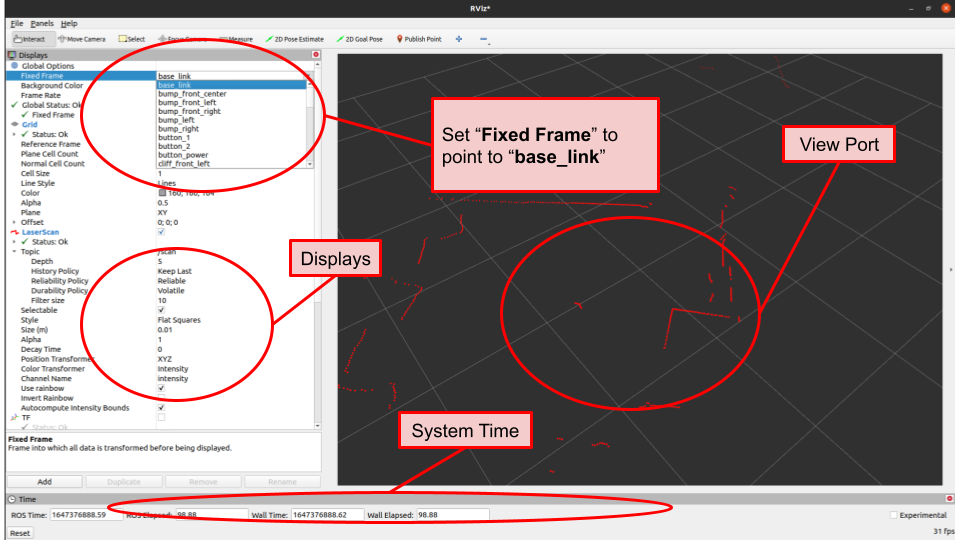 RViz*
File Panels Help
Interact Move Camera Select Focus Camera Measure 2D Pose Estimate 2D Goal Pose Publish Point
Displays
Global Options
Fixed Frame base_link
Background Color base_link
Frame Rate bump_front_center
Global Status: Ok bump_front_left
Fixed Frame bump_front_right
Grid bump_left
Status: Ok bump_right
button_1
Reference Frame button_2
Plane Cell Count button_power
Normal Cell Count cliff_front_left
Cell Size 1
Line Style Lines
Color 160; 160; 164
Alpha 0.5
Plane XY
Offset 0; 0; 0
LaserScan
Status: Ok
Topic /scan
Depth 5
History Policy Keep Last
Reliability Policy Reliable
Durability Policy Volatile
Filter size 10
Selectable
Style Flat Squares
Size (m) 0.01
Alpha 1
Decay Time 0
Position Transformer XYZ
Color Transformer Intensity
Channel Name intensity
Use rainbow
Invert Rainbow
Autocompute Intensity Bounds
TF
Status: Ok
Set “Fixed Frame” to
point to “base_link”
View Port
Displays
System Time
Fixed Frame
Frame into which all data is transformed before being displayed.
Add Duplicate Remove Rename
Time
ROS Time: 1647376888.59 ROS Elapsed: 98.88 Wall Time: 1647376888.62 Wall Elapsed: 98.88 Experimental
Reset 31 fps